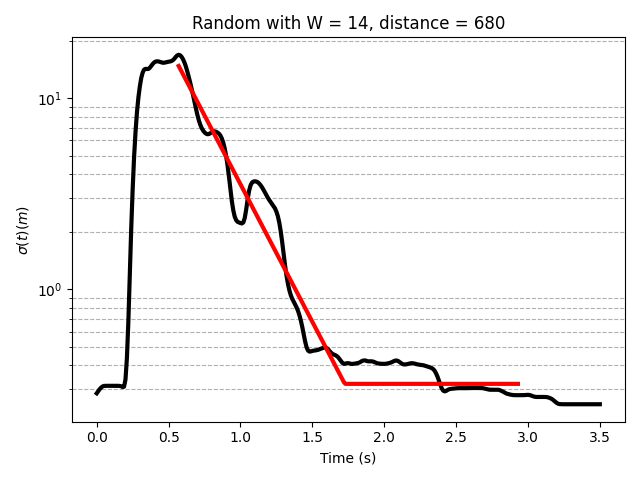 Random with W = 14, distance = 680
σ(t)(m)
10¹
10⁰
0.0 0.5 1.0 1.5 2.0 2.5 3.0 3.5
Time (s)